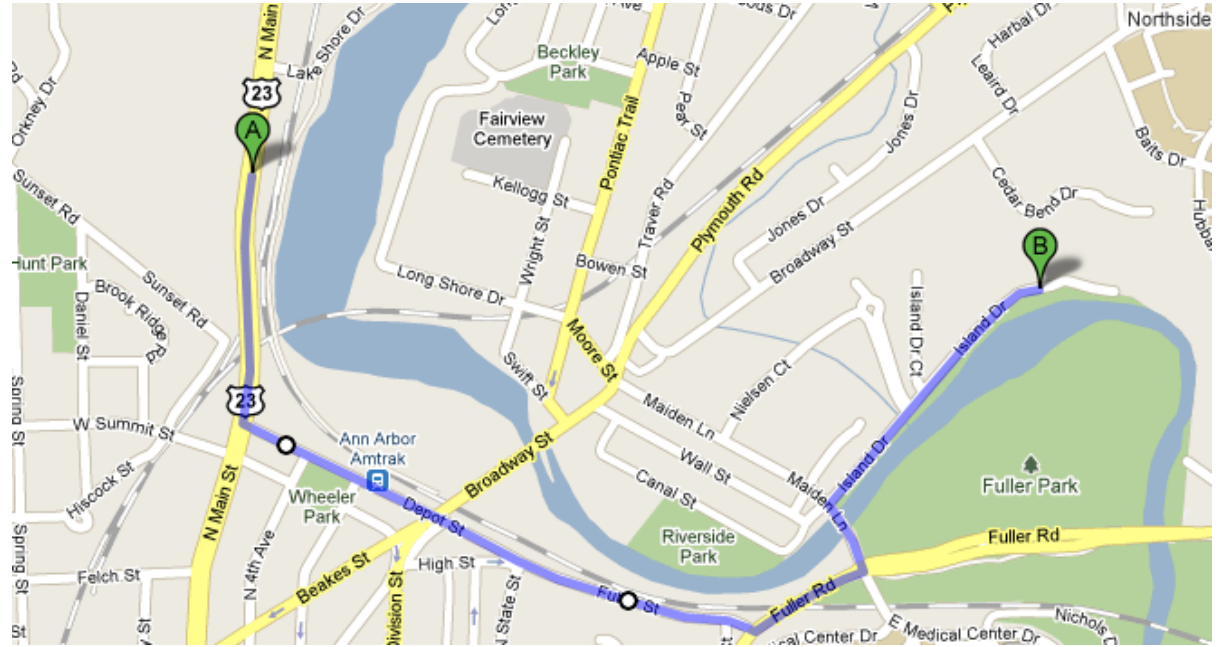 N Main St
Lake Shore Dr
23
A
Orkney Dr
Rd
Sunset Rd
Hunt Park
Daniel St
Brook Ridge Rd
Sunset Rd
Beckley
Park
Ave
Apple St
Pear St
Fairview
Cemetery
Pontiac Trail
Kellogg St
Wright St
Traver Rd
Plymouth Rd
Jones Dr
Jones Dr
Broadway St
Northside
Harbal Dr
Leaird Dr
Baits Dr
Cedar Bend Dr
B
Bowen St
Long Shore Dr
Moore St
Swift St
Island Dr Ct
Island Dr
Nielsen Ct
Maiden Ln
Spring St
23
W Summit St
Ann Arbor
Amtrak
Broadway St
Wall St
Canal St
Maiden Ln
Island Dr
Fuller Park
Hiscock St
N Main St
Wheeler
Park
Depot St
Riverside
Park
Fuller Rd
Spring St
Felch St
N 4th Ave
Beakes St
Division St
High St
N State St
Fuller Rd
Nichols Dr
E Medical Center Dr